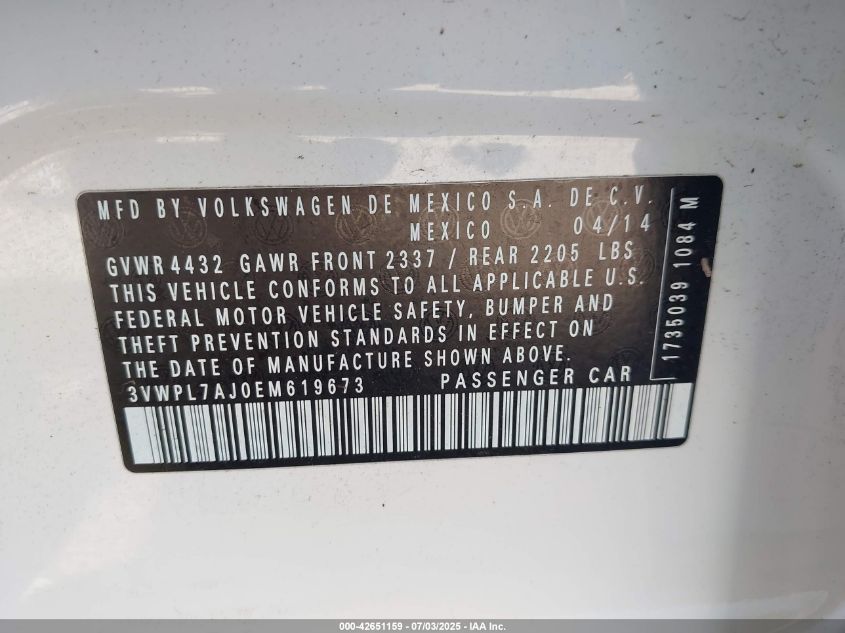 MFD BY VOLKSWAGEN DE MEXICO S.A. DE C.V.
MEXICO 04/14
GVWR 4432 GAWR FRONT 2337 / REAR 2205 LBS
THIS VEHICLE CONFORMS TO ALL APPLICABLE U.S.
FEDERAL MOTOR VEHICLE SAFETY, BUMPER AND
THEFT PREVENTION STANDARDS IN EFFECT ON
THE DATE OF MANUFACTURE SHOWN ABOVE.
3VWPL7AJ0EM619673 PASSENGER CAR
1735039 1084 M
000-42651159 - 07/03/2025 - IAA Inc.